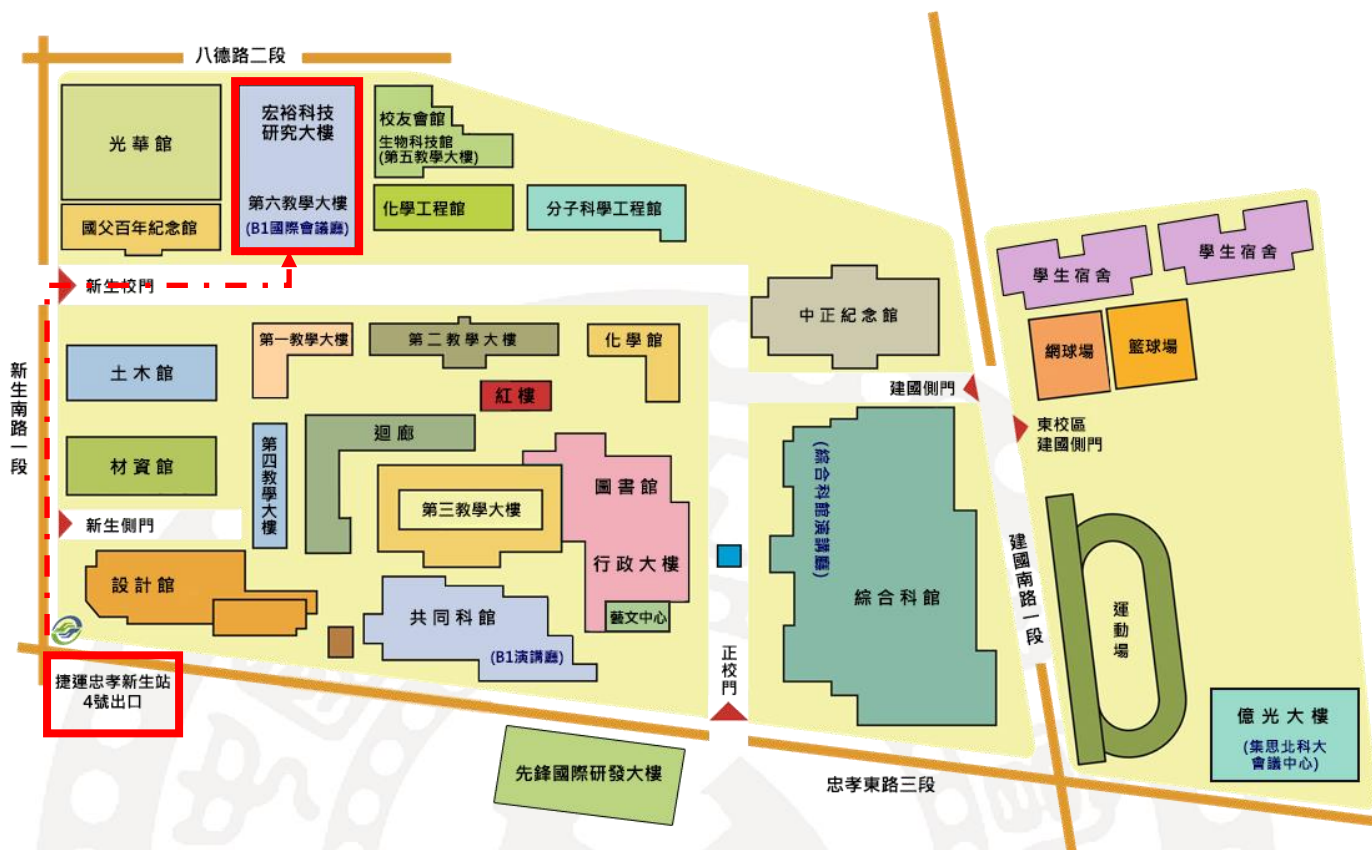 八德路二段
光華館
宏裕科技
研究大樓
第六教學大樓
(B1國際會議廳)
校友會館
生物科技館
(第五教學大樓)
國父百年紀念館
化學工程館
分子科學工程館
新生校門
學生宿舍
學生宿舍
中正紀念館
網球場
籃球場
第一教學大樓
第二教學大樓
化學館
土木館
紅樓
建國側門
東校區
建國側門
新生南路一段
迴廊
第四教學大樓
材資館
圖書館
(綜合科館演講廳)
第三教學大樓
新生側門
行政大樓
設計館
綜合科館
建國南路一段
運動場
共同科館
(B1演講廳)
藝文中心
正校門
捷運忠孝新生站
4號出口
億光大樓
(集思北科大
會議中心)
先鋒國際研發大樓
忠孝東路三段